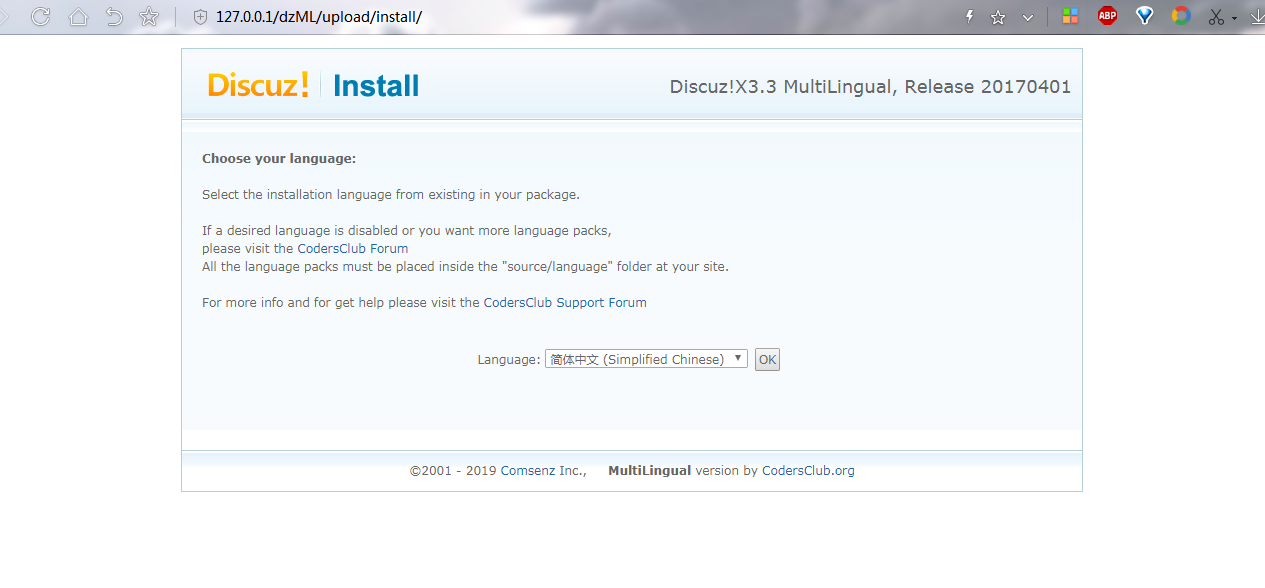 127.0.0.1/dzML/upload/install/
ABP
Discuz! Install
Discuz!X3.3 MultiLingual, Release 20170401
Choose your language:
Select the installation language from existing in your package.
If a desired language is disabled or you want more language packs,
please visit the CodersClub Forum
All the language packs must be placed inside the "source/language" folder at your site.
For more info and for get help please visit the CodersClub Support Forum
Language: 简体中文 (Simplified Chinese) OK
©2001 - 2019 Comsenz Inc., MultiLingual version by CodersClub.org